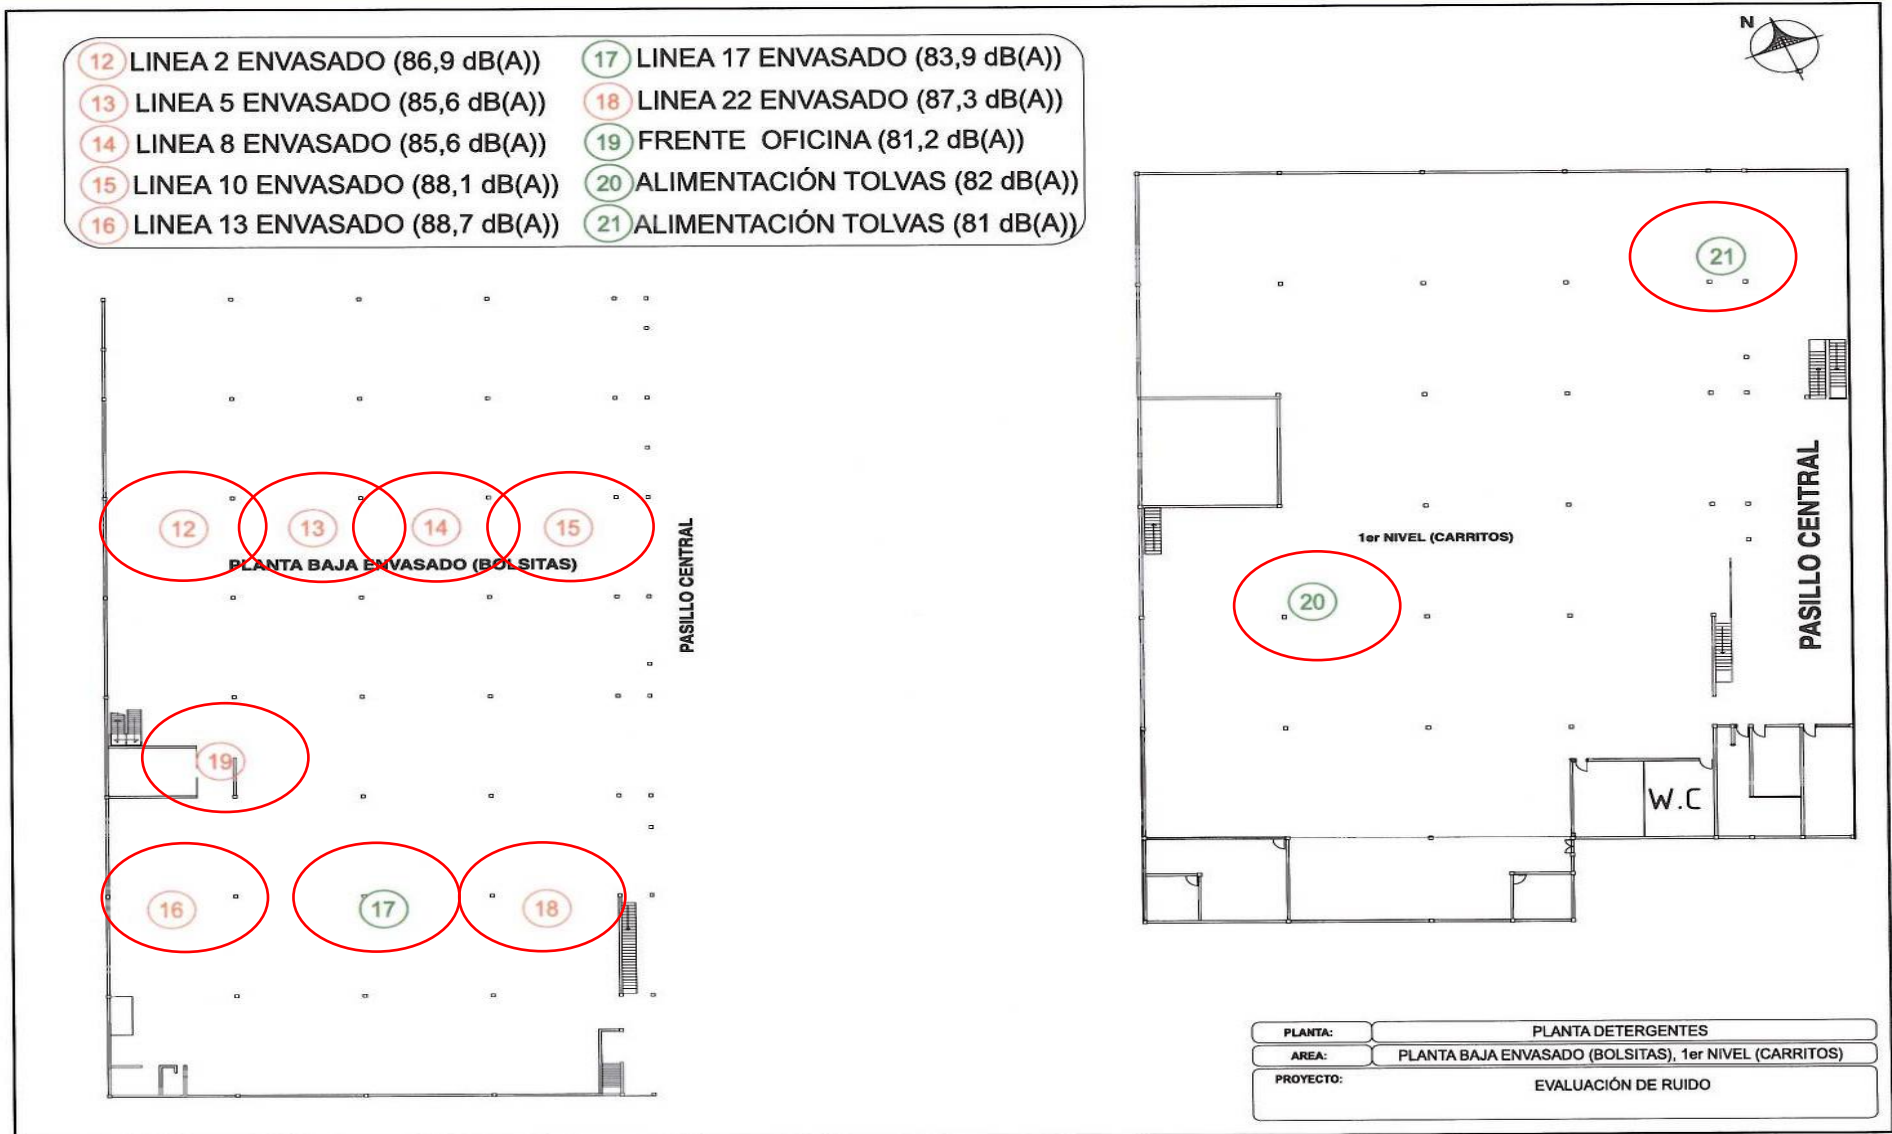 N
12 LINEA 2 ENVASADO (86,9 dB(A))
13 LINEA 5 ENVASADO (85,6 dB(A))
14 LINEA 8 ENVASADO (85,6 dB(A))
15 LINEA 10 ENVASADO (88,1 dB(A))
16 LINEA 13 ENVASADO (88,7 dB(A))
17 LINEA 17 ENVASADO (83,9 dB(A))
18 LINEA 22 ENVASADO (87,3 dB(A))
19 FRENTE OFICINA (81,2 dB(A))
20 ALIMENTACIÓN TOLVAS (82 dB(A))
21 ALIMENTACIÓN TOLVAS (81 dB(A))
12 13 14 15
PLANTA BAJA ENVASADO (BOLSITAS)
PASILLO CENTRAL
19
16 17 18
21
1er NIVEL (CARRITOS)
PASILLO CENTRAL
20
W.C
PLANTA: PLANTA DETERGENTES
AREA: PLANTA BAJA ENVASADO (BOLSITAS), 1er NIVEL (CARRITOS)
PROYECTO: EVALUACIÓN DE RUIDO